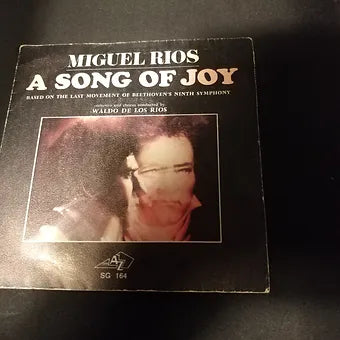 MIGUEL RIOS
A SONG OF JOY
BASED ON THE LAST MOVEMENT OF BEETHOVEN'S NINTH SYMPHONY
orchestra and chorus conducted by
WALDO DE LOS RIOS
SG 164